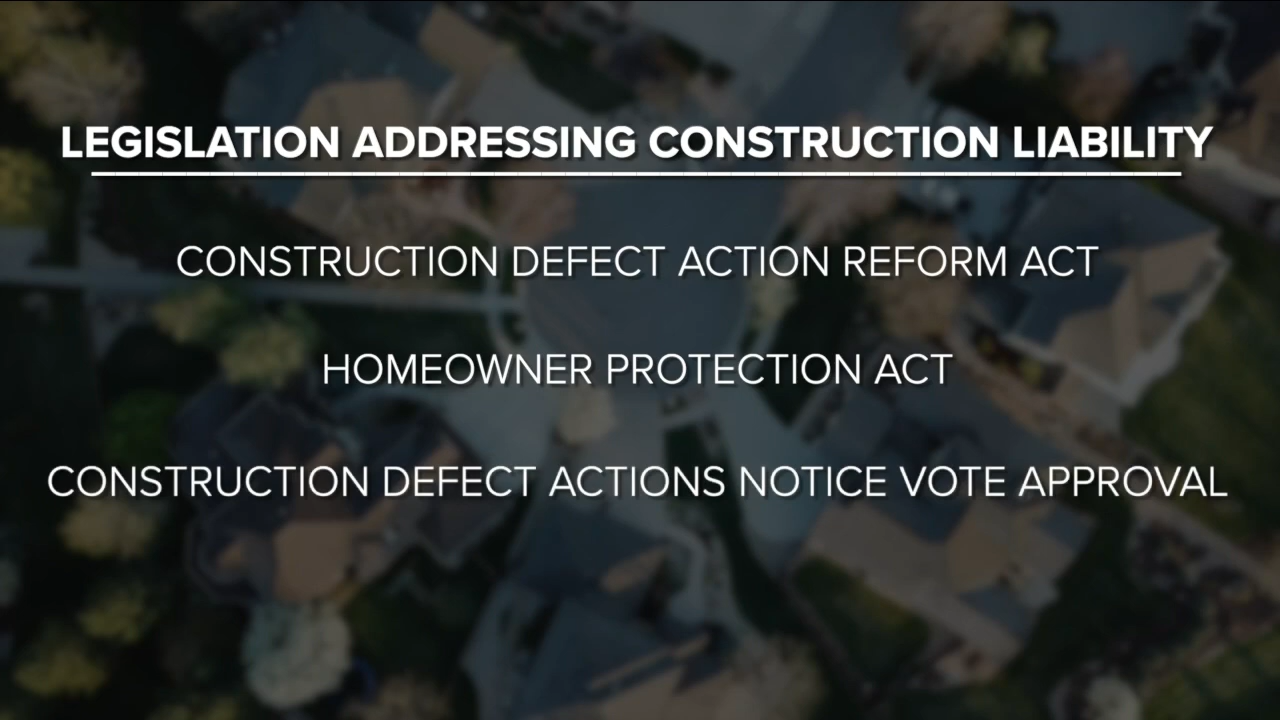 LEGISLATION ADDRESSING CONSTRUCTION LIABILITY
CONSTRUCTION DEFECT ACTION REFORM ACT
HOMEOWNER PROTECTION ACT
CONSTRUCTION DEFECT ACTIONS NOTICE VOTE APPROVAL